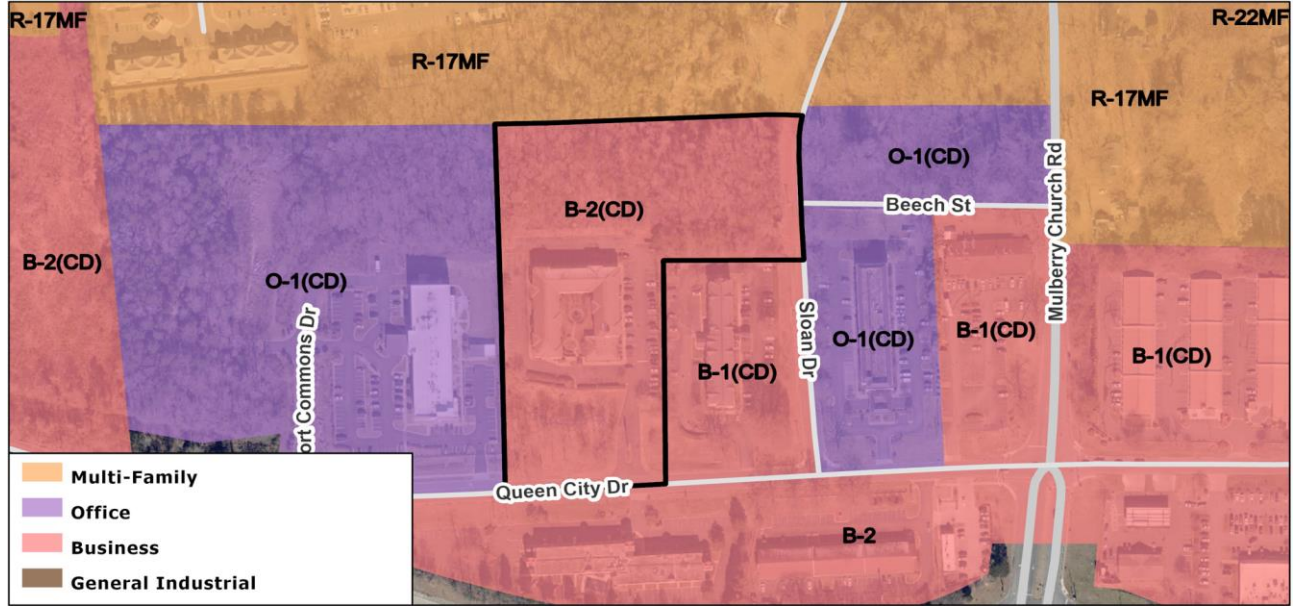 R-17MF
R-22MF
R-17MF
R-17MF
O-1(CD)
Beech St
Mulberry Church Rd
B-2(CD)
B-2(CD)
O-1(CD)
ort Commons Dr
Sloan Dr
O-1(CD)
B-1(CD)
B-1(CD)
B-1(CD)
Queen City Dr
B-2
Multi-Family
Office
Business
General Industrial